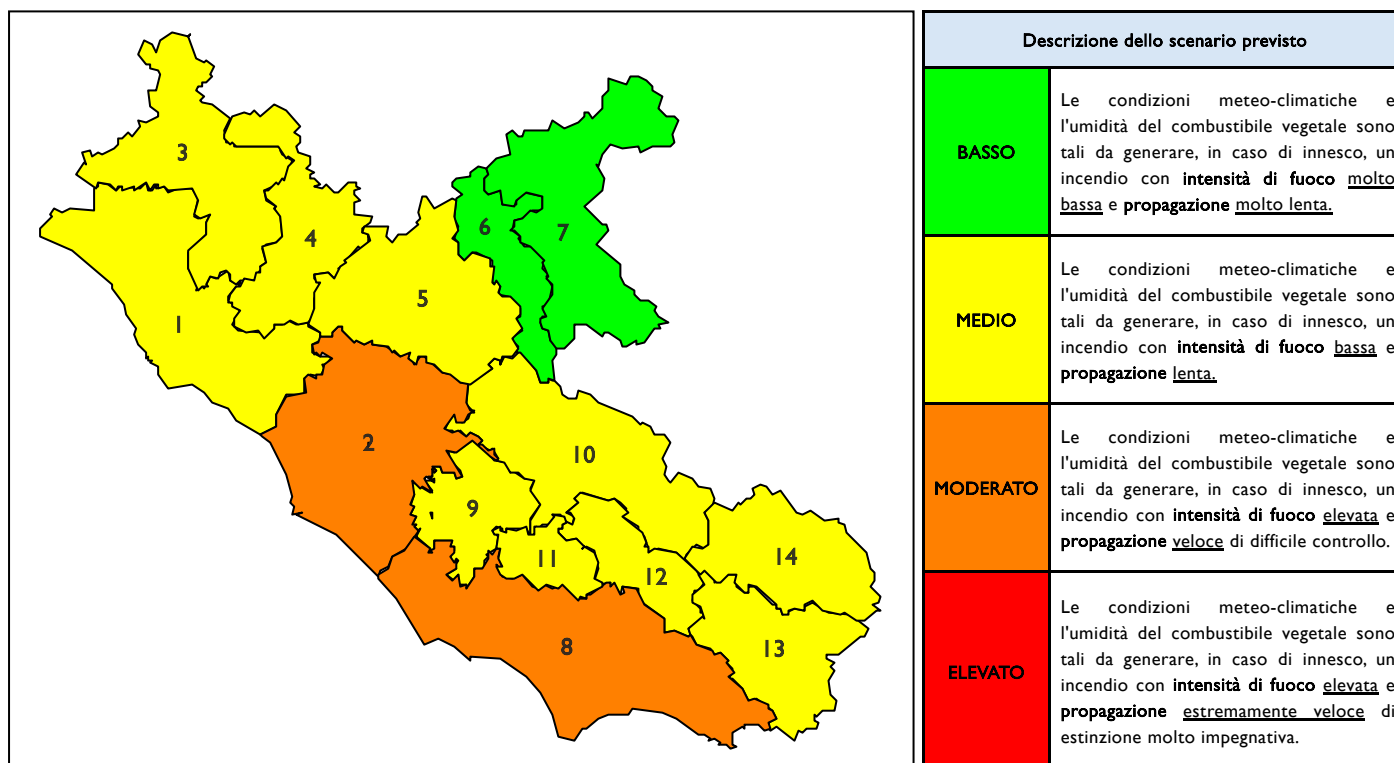 3
6
7
4
5
1
2
10
9
11
14
12
8
13
Descrizione dello scenario previsto
BASSO
Le condizioni meteo-climatiche e
l'umidità del combustibile vegetale sono
tali da generare, in caso di innesco, un
incendio con intensità di fuoco molto
bassa e propagazione molto lenta.
MEDIO
Le condizioni meteo-climatiche e
l'umidità del combustibile vegetale sono
tali da generare, in caso di innesco, un
incendio con intensità di fuoco bassa e
propagazione lenta.
MODERATO
Le condizioni meteo-climatiche e
l'umidità del combustibile vegetale sono
tali da generare, in caso di innesco, un
incendio con intensità di fuoco elevata e
propagazione veloce di difficile controllo.
ELEVATO
Le condizioni meteo-climatiche e
l'umidità del combustibile vegetale sono
tali da generare, in caso di innesco, un
incendio con intensità di fuoco elevata e
propagazione estremamente veloce di
estinzione molto impegnativa.